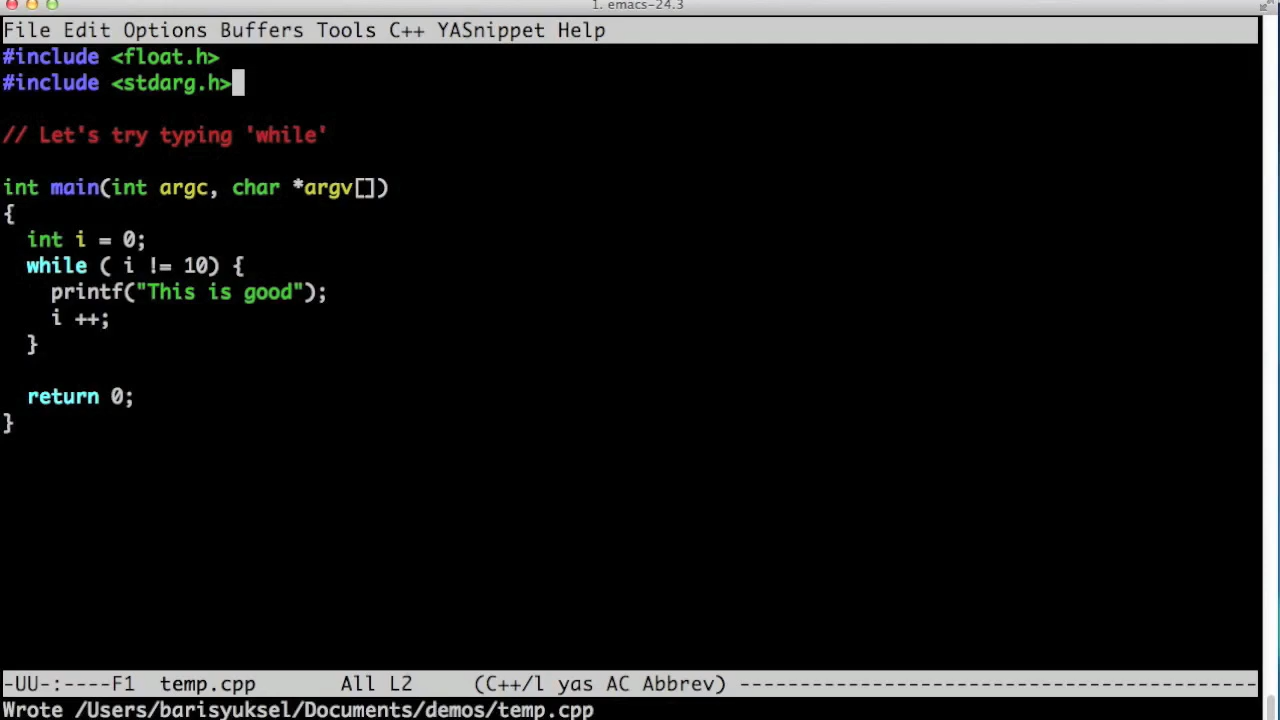 1. emacs-24.3
File Edit Options Buffers Tools C++ YASnippet Help
#include <float.h>
#include <stdarg.h>
// Let's try typing 'while'
int main(int argc, char *argv[])
{
  int i = 0;
  while ( i != 10) {
    printf("This is good");
    i ++;
  }
  return 0;
}
-UU-:----F1  temp.cpp       All L2     (C++/l yas AC Abbrev) -------------------------------------------
Wrote /Users/barisyuksel/Documents/demos/temp.cpp